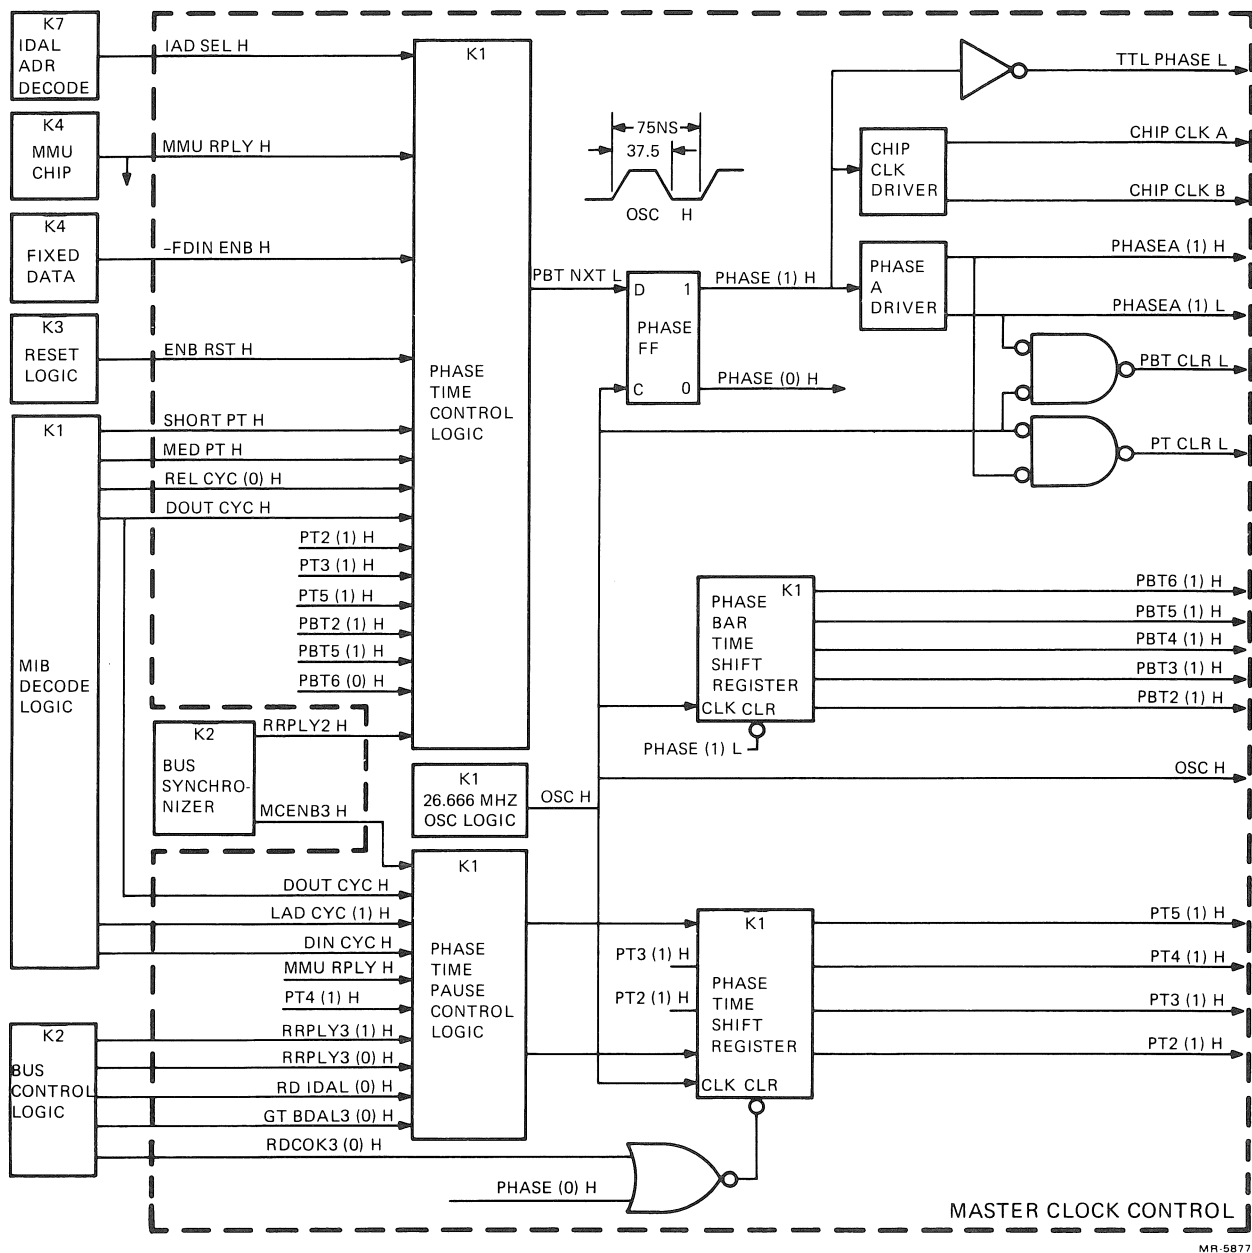 K7
IDAL
ADR
DECODE
IAD SEL H
K4
MMU
CHIP
MMU RPLY H
K4
FIXED
DATA
–FDIN ENB H
K3
RESET
LOGIC
ENB RST H
K1
MIB
DECODE
LOGIC
SHORT PT H
MED PT H
REL CYC (0) H
DOUT CYC H
PT2 (1) H
PT3 (1) H
PT5 (1) H
PBT2 (1) H
PBT5 (1) H
PBT6 (0) H
K2
BUS
SYNCHRO-
NIZER
RRPLY2 H
MCENB3 H
K1
PHASE
TIME
CONTROL
LOGIC
PBT NXT L
75NS
37.5
OSC H
D 1
PHASE
FF
C 0
PHASE (1) H
PHASE (0) H
TTL PHASE L
CHIP
CLK
DRIVER
CHIP CLK A
CHIP CLK B
PHASE
A
DRIVER
PHASEA (1) H
PHASEA (1) L
PBT CLR L
PT CLR L
K1
PHASE
BAR
TIME
SHIFT
REGISTER
CLK CLR
PHASE (1) L
PBT6 (1) H
PBT5 (1) H
PBT4 (1) H
PBT3 (1) H
PBT2 (1) H
K1
26.666 MHZ
OSC LOGIC
OSC H
OSC H
DOUT CYC H
LAD CYC (1) H
DIN CYC H
MMU RPLY H
PT4 (1) H
K2
BUS
CONTROL
LOGIC
RRPLY3 (1) H
RRPLY3 (0) H
RD IDAL (0) H
GT BDAL3 (0) H
RDCOK3 (0) H
K1
PHASE
TIME
PAUSE
CONTROL
LOGIC
PT3 (1) H
PT2 (1) H
K1
PHASE
TIME
SHIFT
REGISTER
CLK CLR
PHASE (0) H
PT5 (1) H
PT4 (1) H
PT3 (1) H
PT2 (1) H
MASTER CLOCK CONTROL
MR-5877